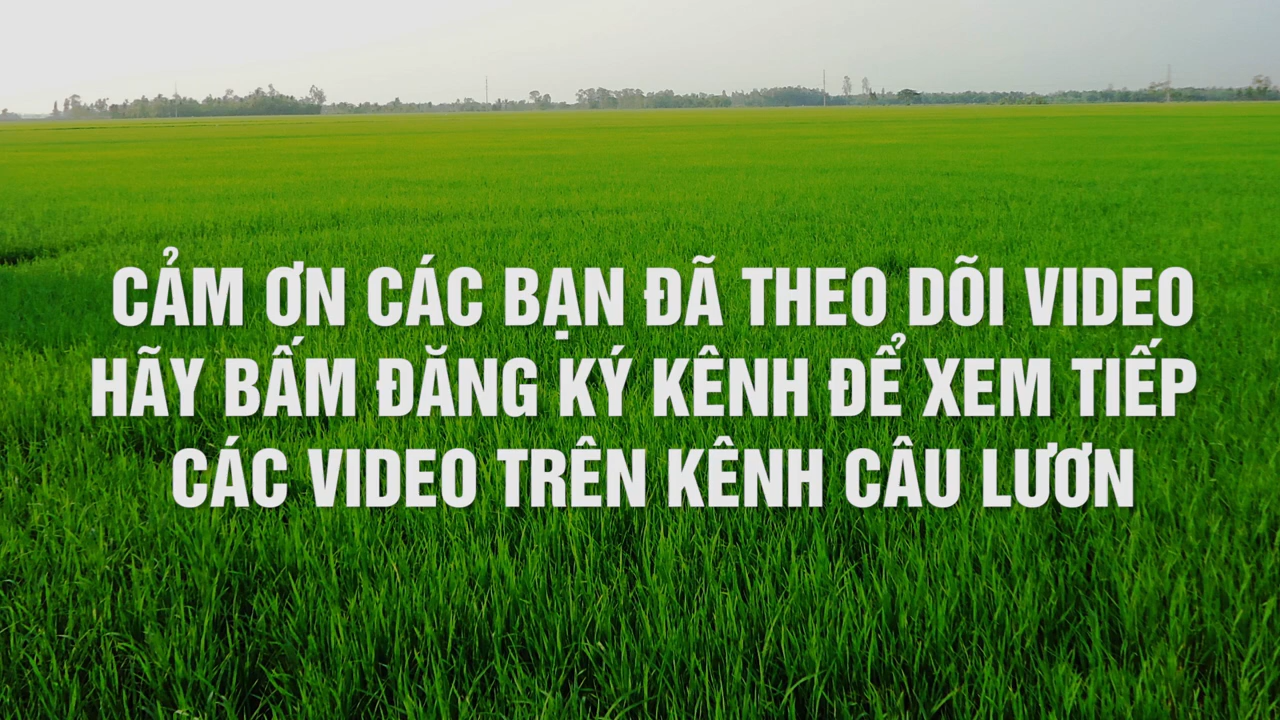 CẢM ƠN CÁC BẠN ĐÃ THEO DÕI VIDEO
HÃY BẤM ĐĂNG KÝ KÊNH ĐỂ XEM TIẾP
CÁC VIDEO TRÊN KÊNH CÂU LƯƠN